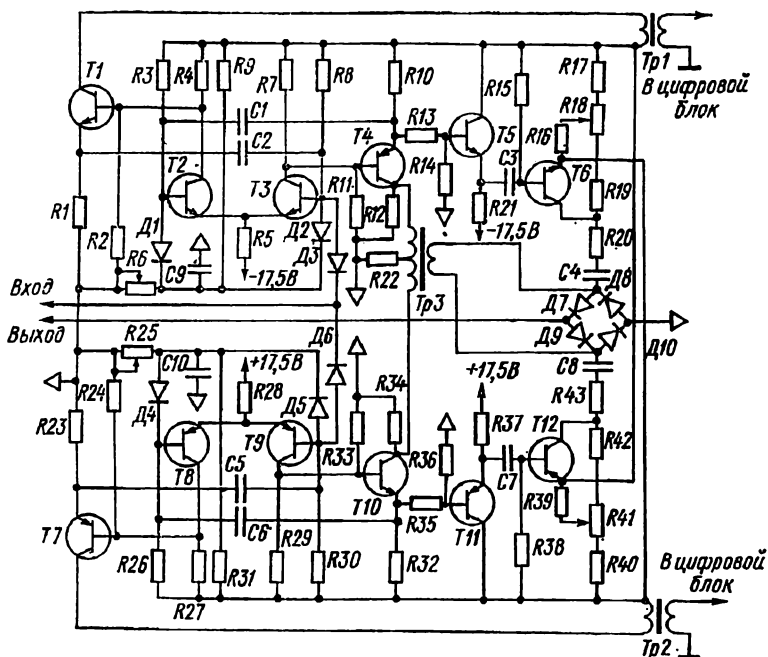 Тр1
В цифровой
блок
T1
R3
R4
R9
R7
R8
R10
R17
R18
C1
C2
R13
R15
R16
T4
T5
T6
T2
T3
R14
C3
R11
R12
R19
R1
R2
Д1
Д2
Д3
R5
R21
R20
R6
C9
-17,5В
R22
-17,5В
C4
Д8
Вход
Тр3
Д7
Выход
Д9
Д10
R25
Д6
C10
+17,5В
+17,5В
C8
R24
R28
R34
R43
R23
Д4
Д5
R37
T12
R42
T8
T9
R33
R36
C7
C5
T10
R39
R41
T7
C6
R35
T11
R26
R29
R30
R32
R38
R40
R27
R31
В цифровой
блок
Тр2